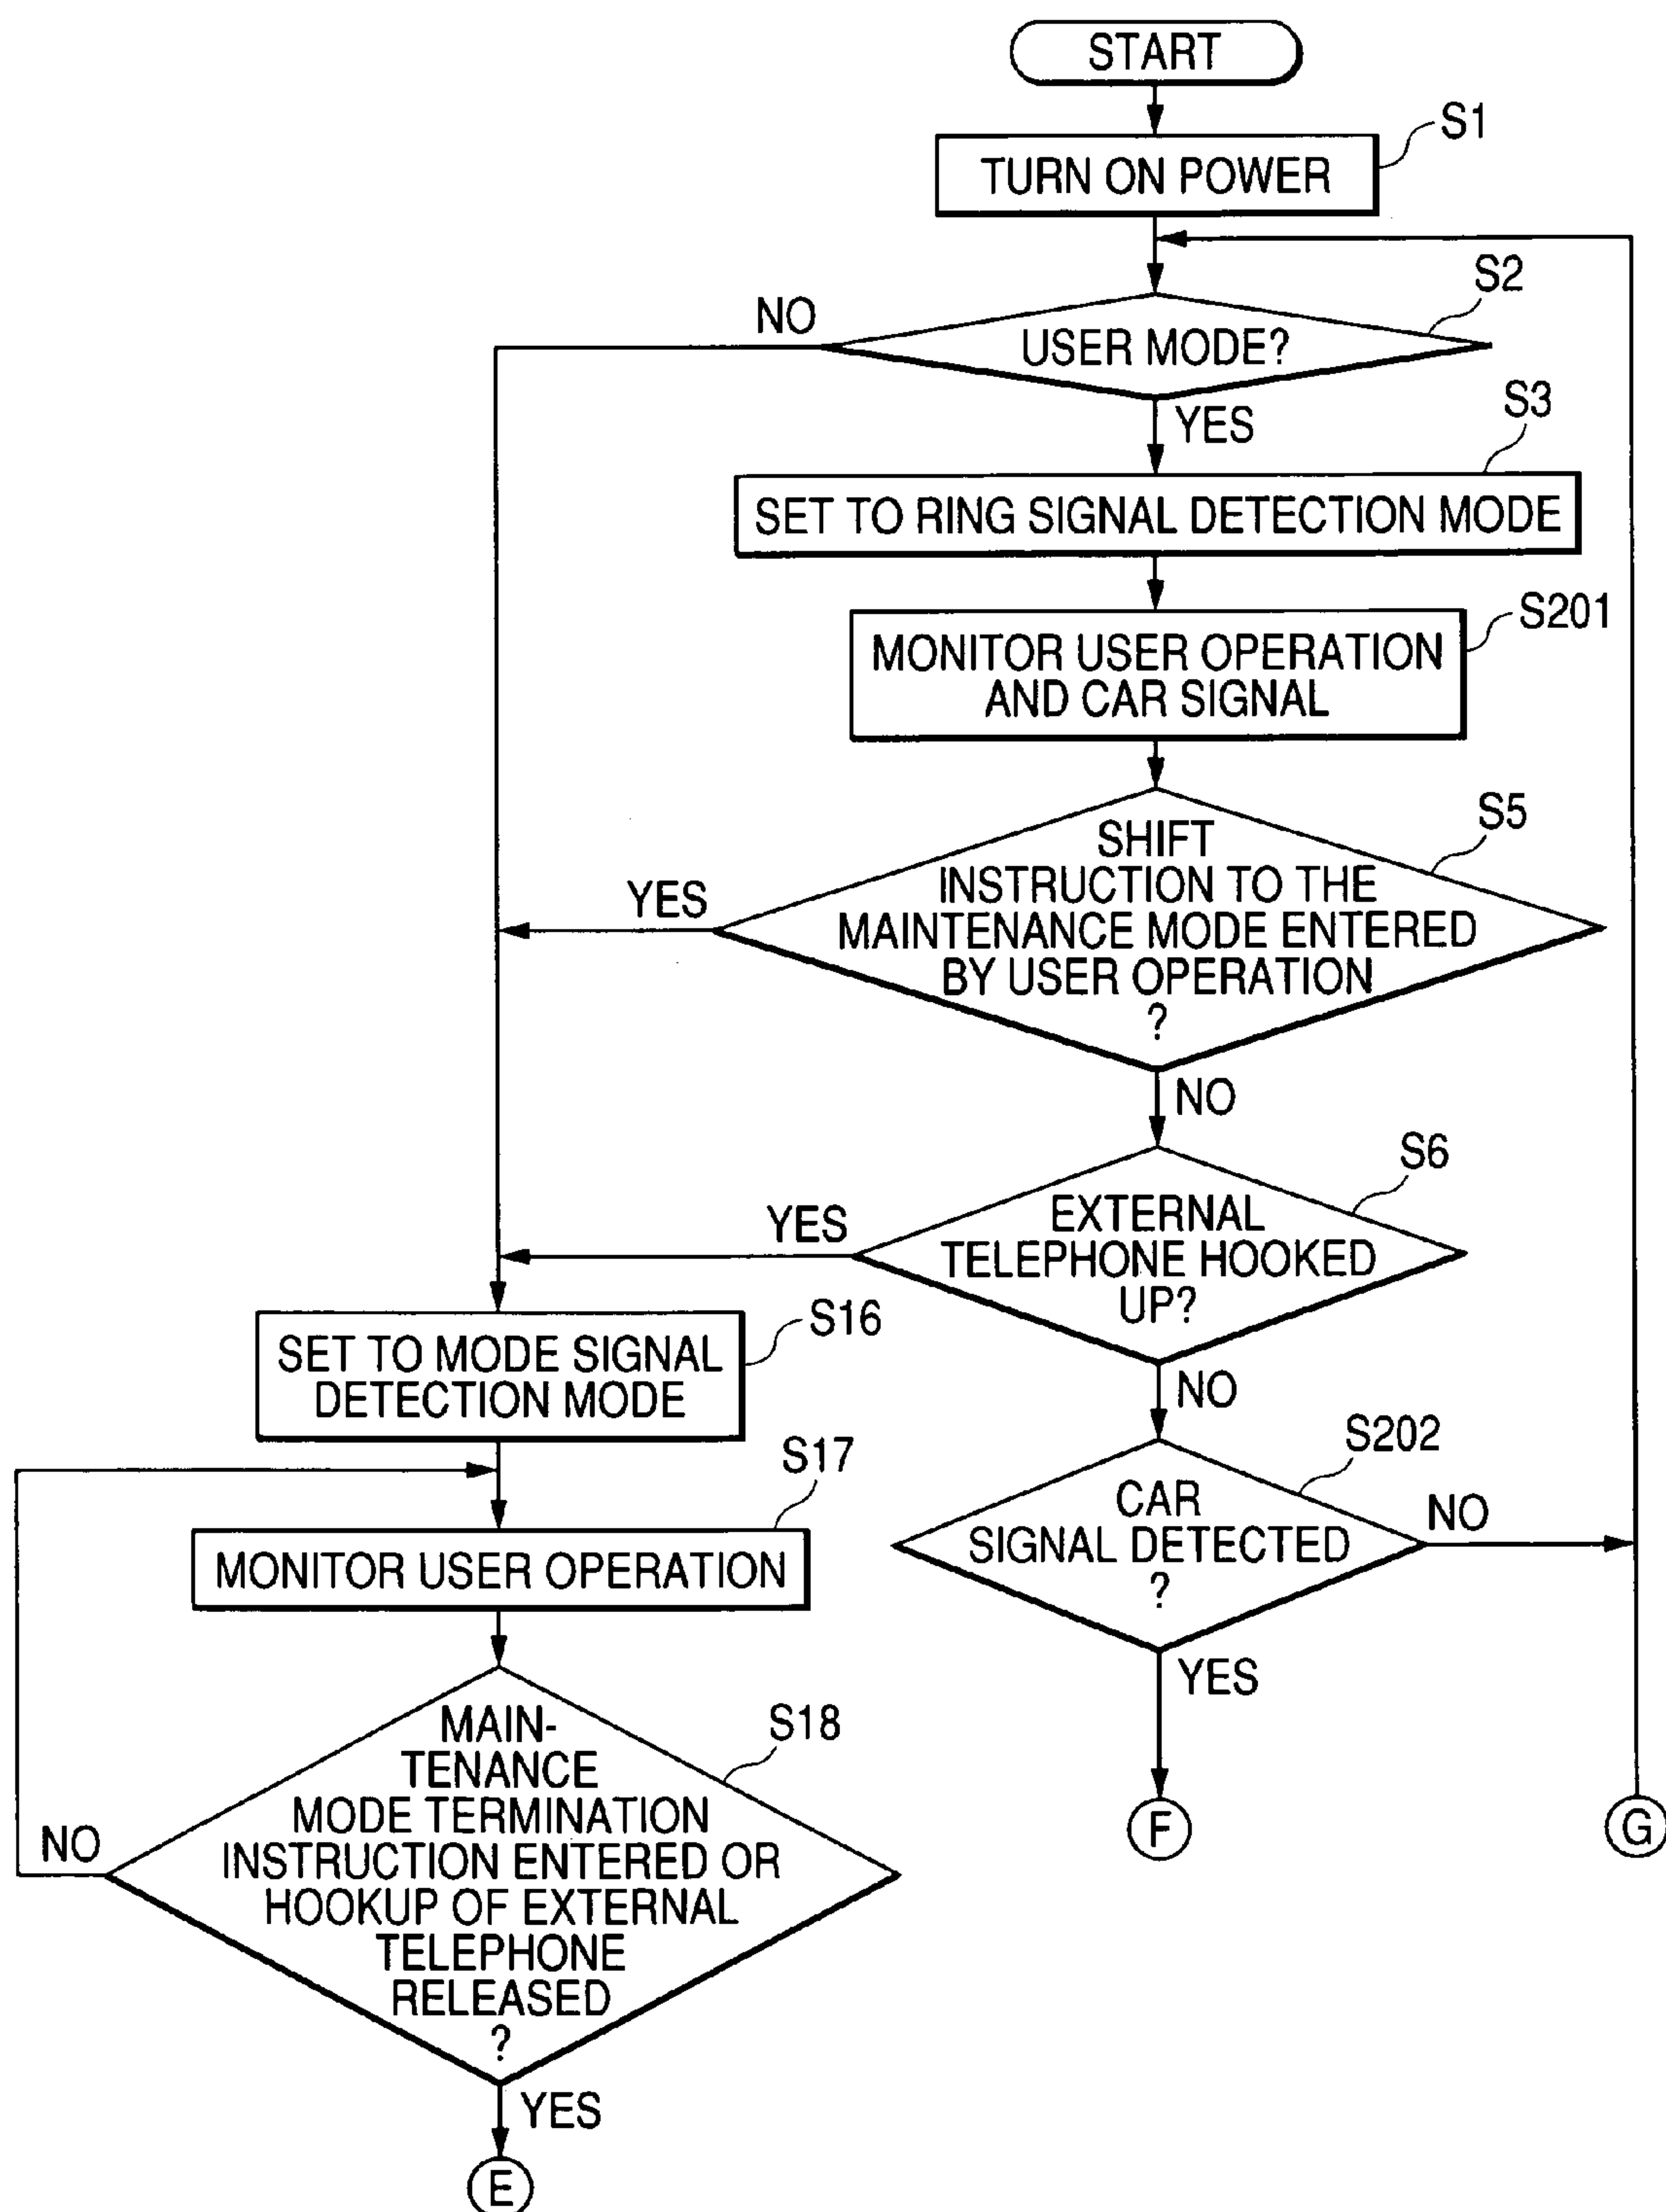 START
S1
TURN ON POWER
S2
NO
USER MODE?
YES
S3
SET TO RING SIGNAL DETECTION MODE
S201
MONITOR USER OPERATION
AND CAR SIGNAL
S5
SHIFT
INSTRUCTION TO THE
MAINTENANCE MODE ENTERED
BY USER OPERATION
?
YES
NO
S6
EXTERNAL
TELEPHONE HOOKED
UP?
YES
NO
S16
SET TO MODE SIGNAL
DETECTION MODE
S202
CAR
SIGNAL DETECTED
?
NO
YES
S17
MONITOR USER OPERATION
S18
MAIN-
TENANCE
MODE TERMINATION
INSTRUCTION ENTERED OR
HOOKUP OF EXTERNAL
TELEPHONE
RELEASED
?
NO
YES
F
G
E